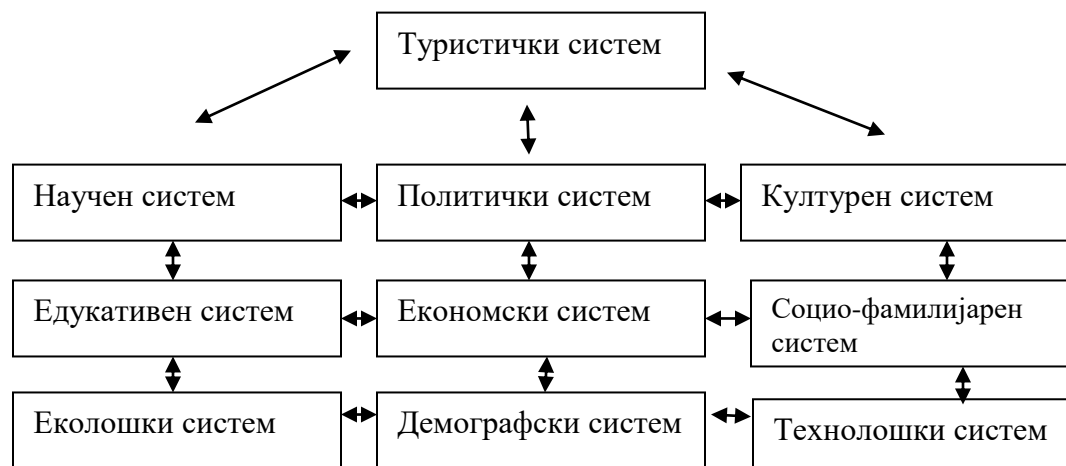 Туристички систем
Научен систем
Политички систем
Културен систем
Едукативен систем
Економски систем
Социо-фамилијарен
систем
Еколошки систем
Демографски систем
Технолошки систем